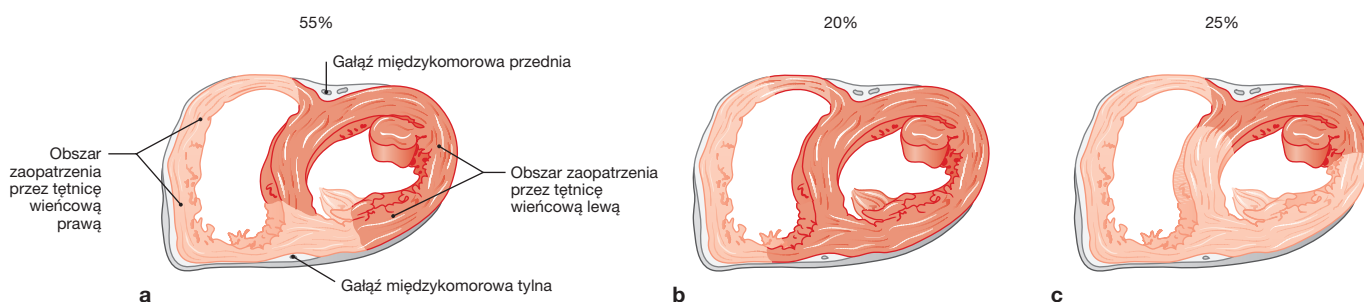 55%
20%
25%
Gałąź międzykomorowa przednia
Obszar
zaopatrzenia
przez tętnicę
wieńcową
prawą
Obszar zaopatrzenia
przez tętnicę
wieńcową lewą
Gałąź międzykomorowa tylna
a
b
c